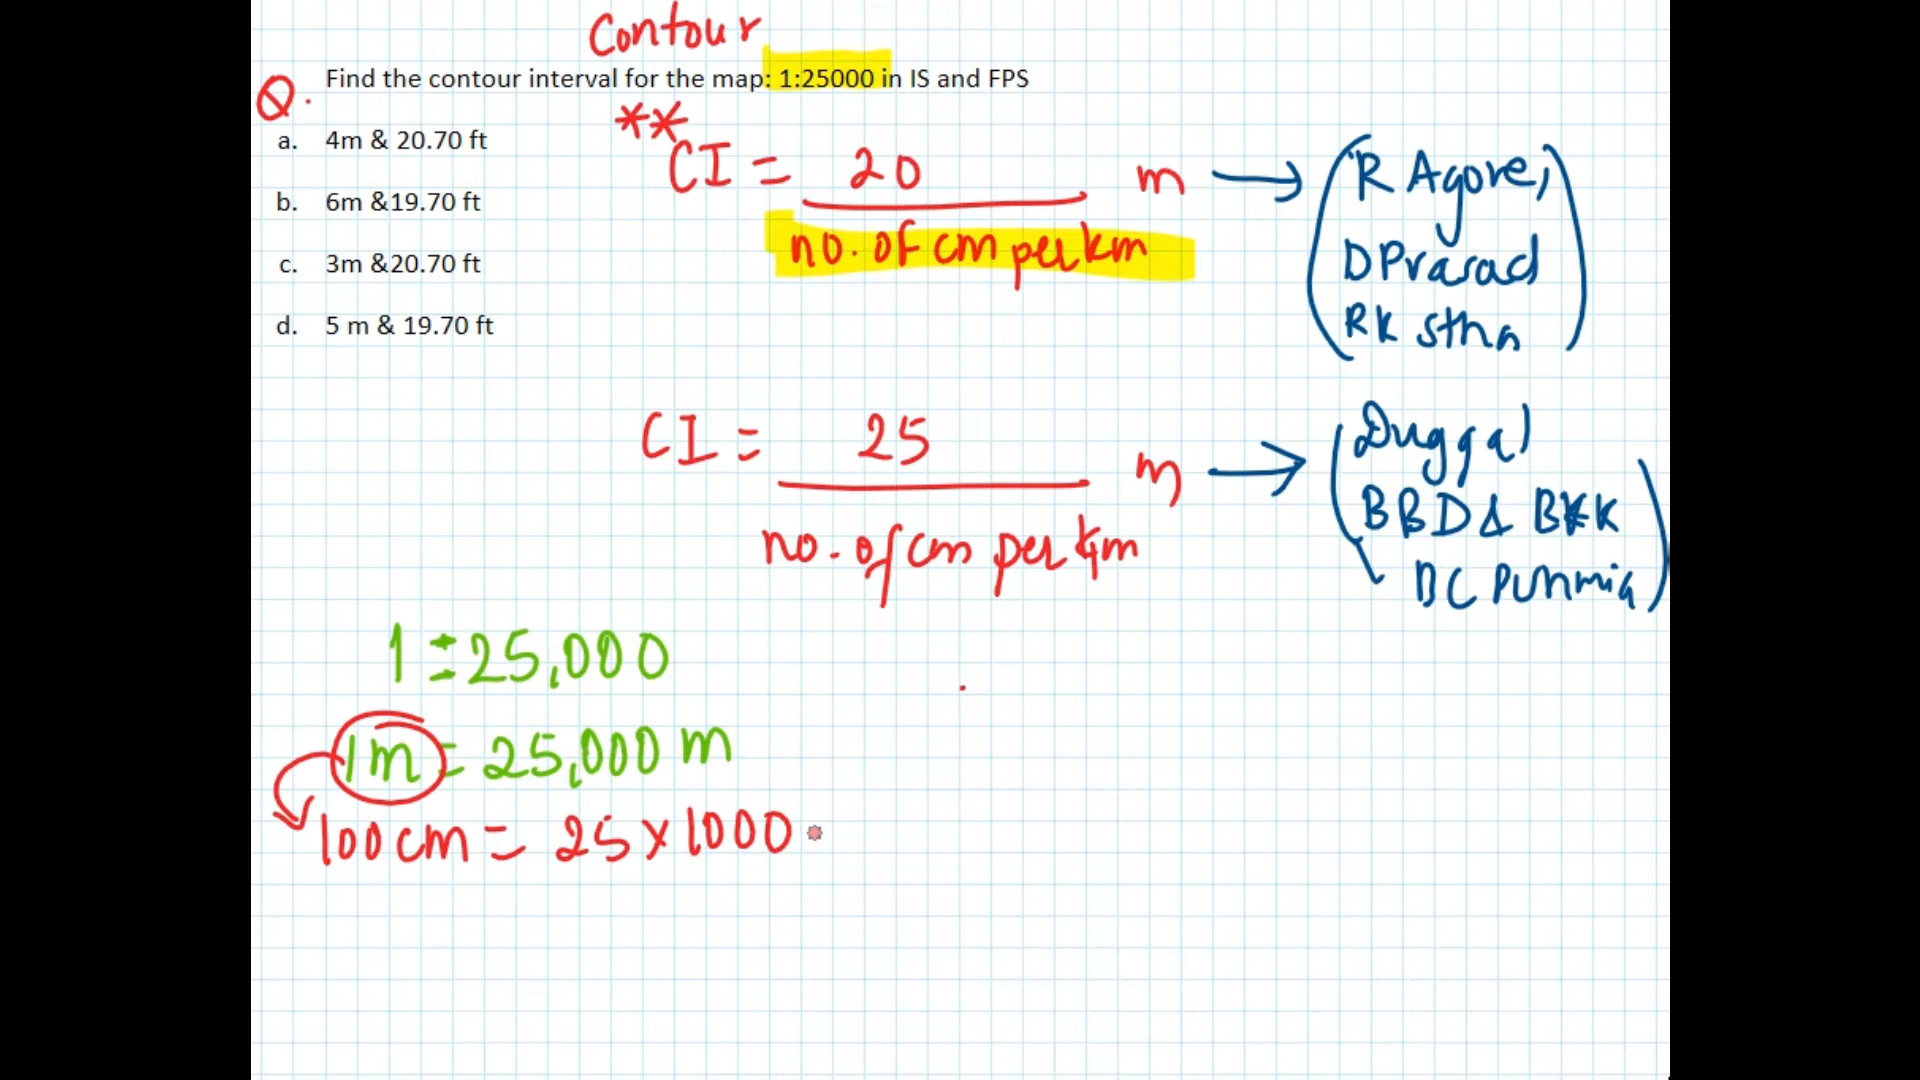 Contour
Q. Find the contour interval for the map: 1:25000 in IS and FPS
a. 4m & 20.70 ft
b. 6m &19.70 ft
c. 3m &20.70 ft
d. 5 m & 19.70 ft
**
CI = 20 m → (R Agore,
no. of cm per km
D Prasad
RK Sthn)
CI = 25 m → (Duggal
no. of cm per km
BBD & BKK
BC Punmia)
1 = 25,000
1m = 25,000 m
100 cm = 25 × 1000